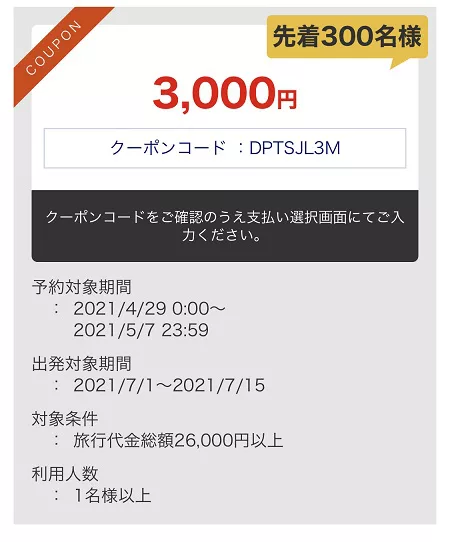 COUPON
先着300名様
3,000円
クーポンコード ：DPTSJL3M
クーポンコードをご確認のうえ支払い選択画面にてご入
力ください。
予約対象期間
： 2021/4/29 0:00〜
2021/5/7 23:59
出発対象期間
： 2021/7/1〜2021/7/15
対象条件
： 旅行代金総額26,000円以上
利用人数
： 1名様以上